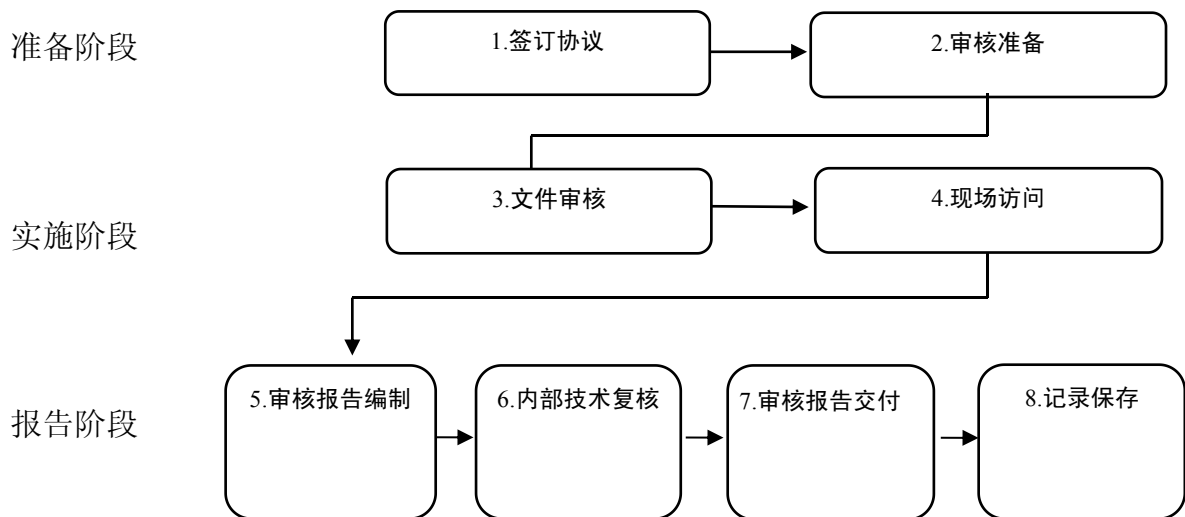 准备阶段
1.签订协议
2.审核准备
实施阶段
3.文件审核
4.现场访问
报告阶段
5.审核报告编制
6.内部技术复核
7.审核报告交付
8.记录保存